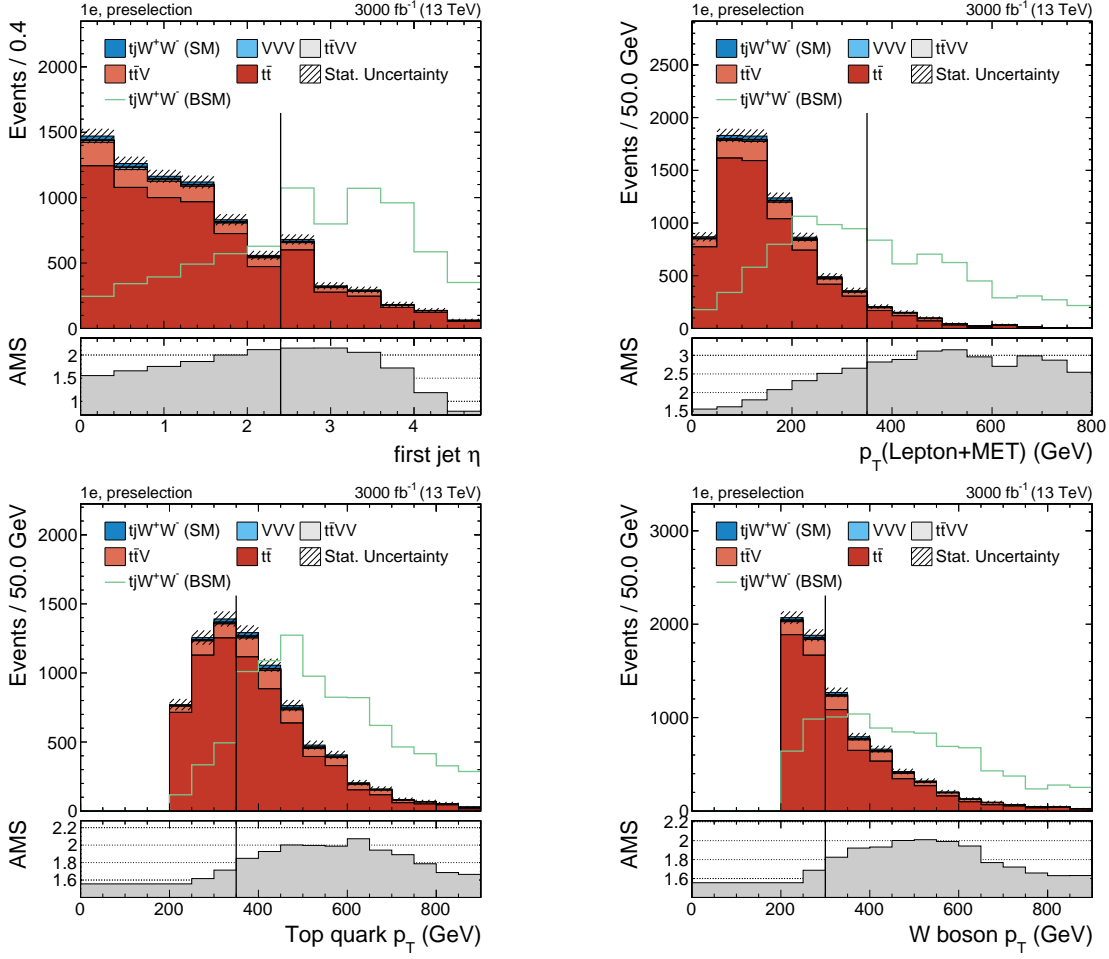 1e, preselection 3000 fb⁻¹ (13 TeV)
Events / 0.4
tjW⁺W⁻ (SM) VVV tt̄VV
tt̄V tt̄ Stat. Uncertainty
tjW⁺W⁻ (BSM)
2000
1500
1000
500
0
AMS
2
1.5
1
0 1 2 3 4
first jet η
1e, preselection 3000 fb⁻¹ (13 TeV)
Events / 50.0 GeV
tjW⁺W⁻ (SM) VVV tt̄VV
tt̄V tt̄ Stat. Uncertainty
tjW⁺W⁻ (BSM)
2500
2000
1500
1000
500
0
AMS
3
2.5
2
1.5
0 200 400 600 800
p_T(Lepton+MET) (GeV)
1e, preselection 3000 fb⁻¹ (13 TeV)
Events / 50.0 GeV
tjW⁺W⁻ (SM) VVV tt̄VV
tt̄V tt̄ Stat. Uncertainty
tjW⁺W⁻ (BSM)
2000
1500
1000
500
0
AMS
2.2
2
1.8
1.6
0 200 400 600 800
Top quark p_T (GeV)
1e, preselection 3000 fb⁻¹ (13 TeV)
Events / 50.0 GeV
tjW⁺W⁻ (SM) VVV tt̄VV
tt̄V tt̄ Stat. Uncertainty
tjW⁺W⁻ (BSM)
3000
2000
1000
0
AMS
2.2
2
1.8
1.6
0 200 400 600 800
W boson p_T (GeV)